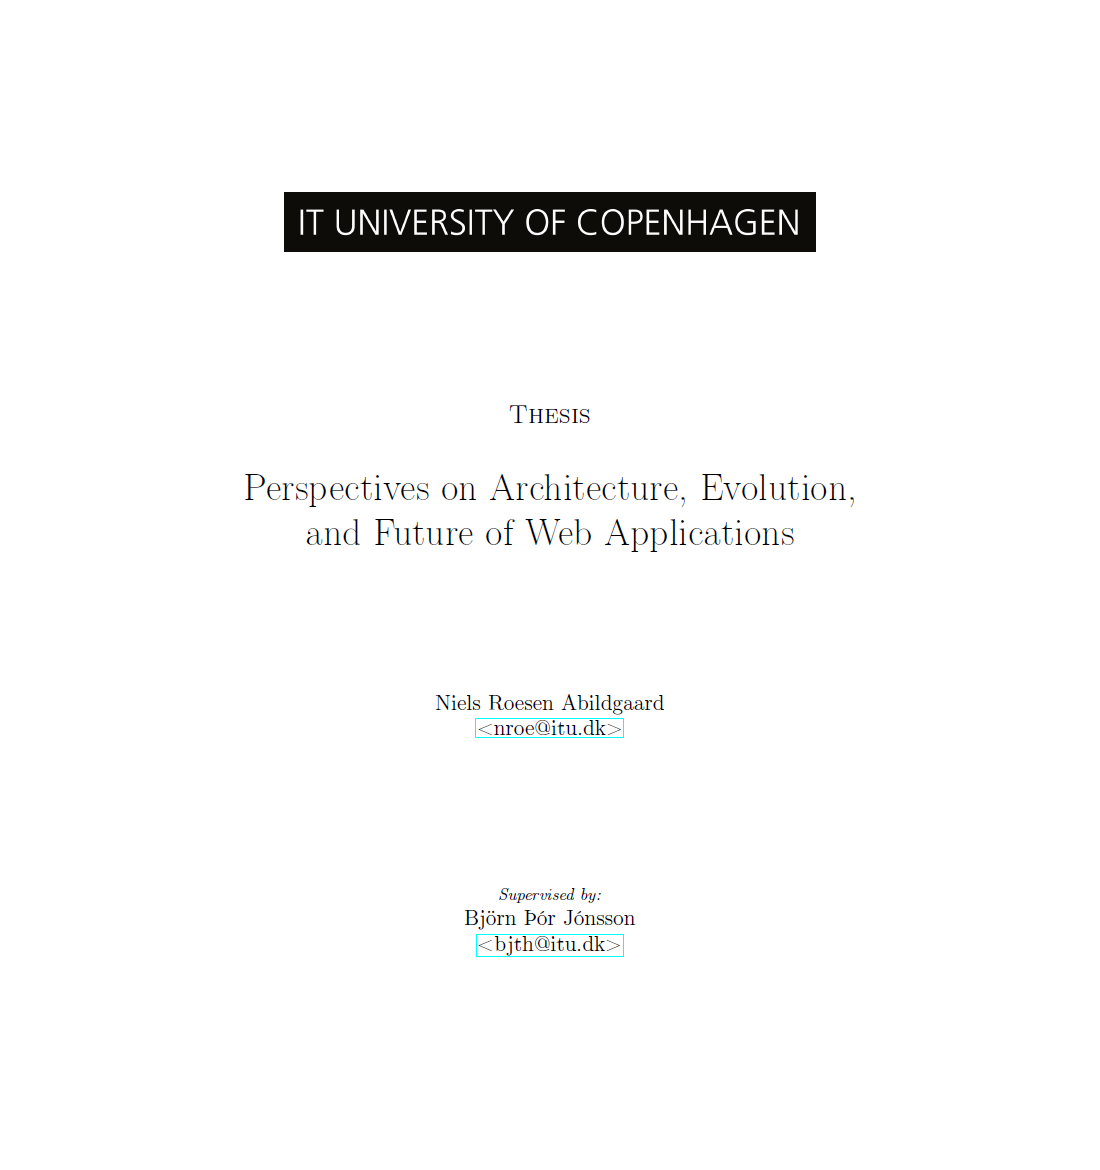 IT UNIVERSITY OF COPENHAGEN
Thesis
Perspectives on Architecture, Evolution,
and Future of Web Applications
Niels Roesen Abildgaard
<nroe@itu.dk>
Supervised by:
Björn Þór Jónsson
<bjth@itu.dk>